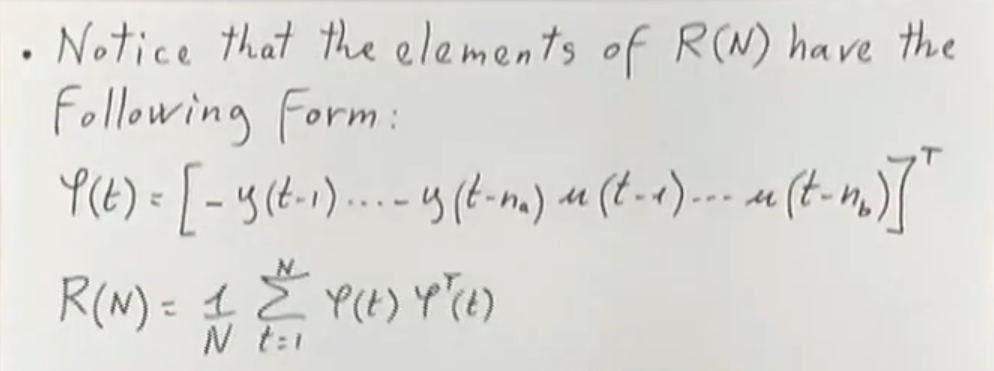 • Notice that the elements of R(N) have the
Following Form:
φ(t) = [-y(t-1)....-y(t-nₐ) u(t-1)---- u(t-n_b)]ᵀ
R(N) = 1/N Σ_{t=1}^{N} φ(t) φᵀ(t)